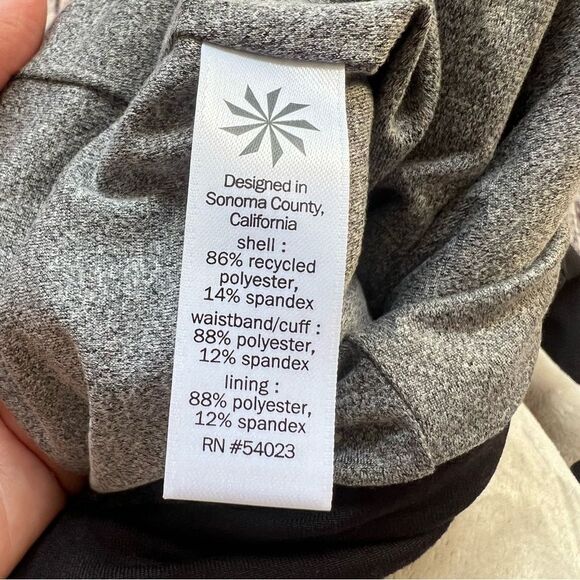 Designed in
Sonoma County,
California
shell :
86% recycled
polyester,
14% spandex
waistband/cuff :
88% polyester,
12% spandex
lining :
88% polyester,
12% spandex
RN #54023